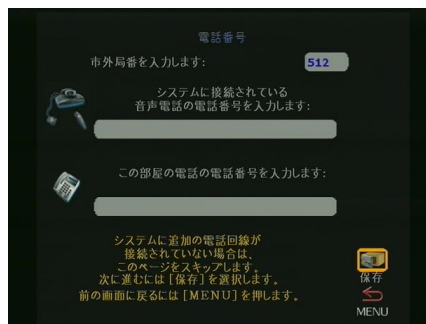 電話番号
市外局番を入力します:
512
システムに接続されている
音声電話の電話番号を入力します:
この部屋の電話の電話番号を入力します:
システムに追加の電話回線が
接続されていない場合は、
このページをスキップします。
次に進むには [保存] を選択します。
前の画面に戻るには [MENU] を押します。
保存
MENU